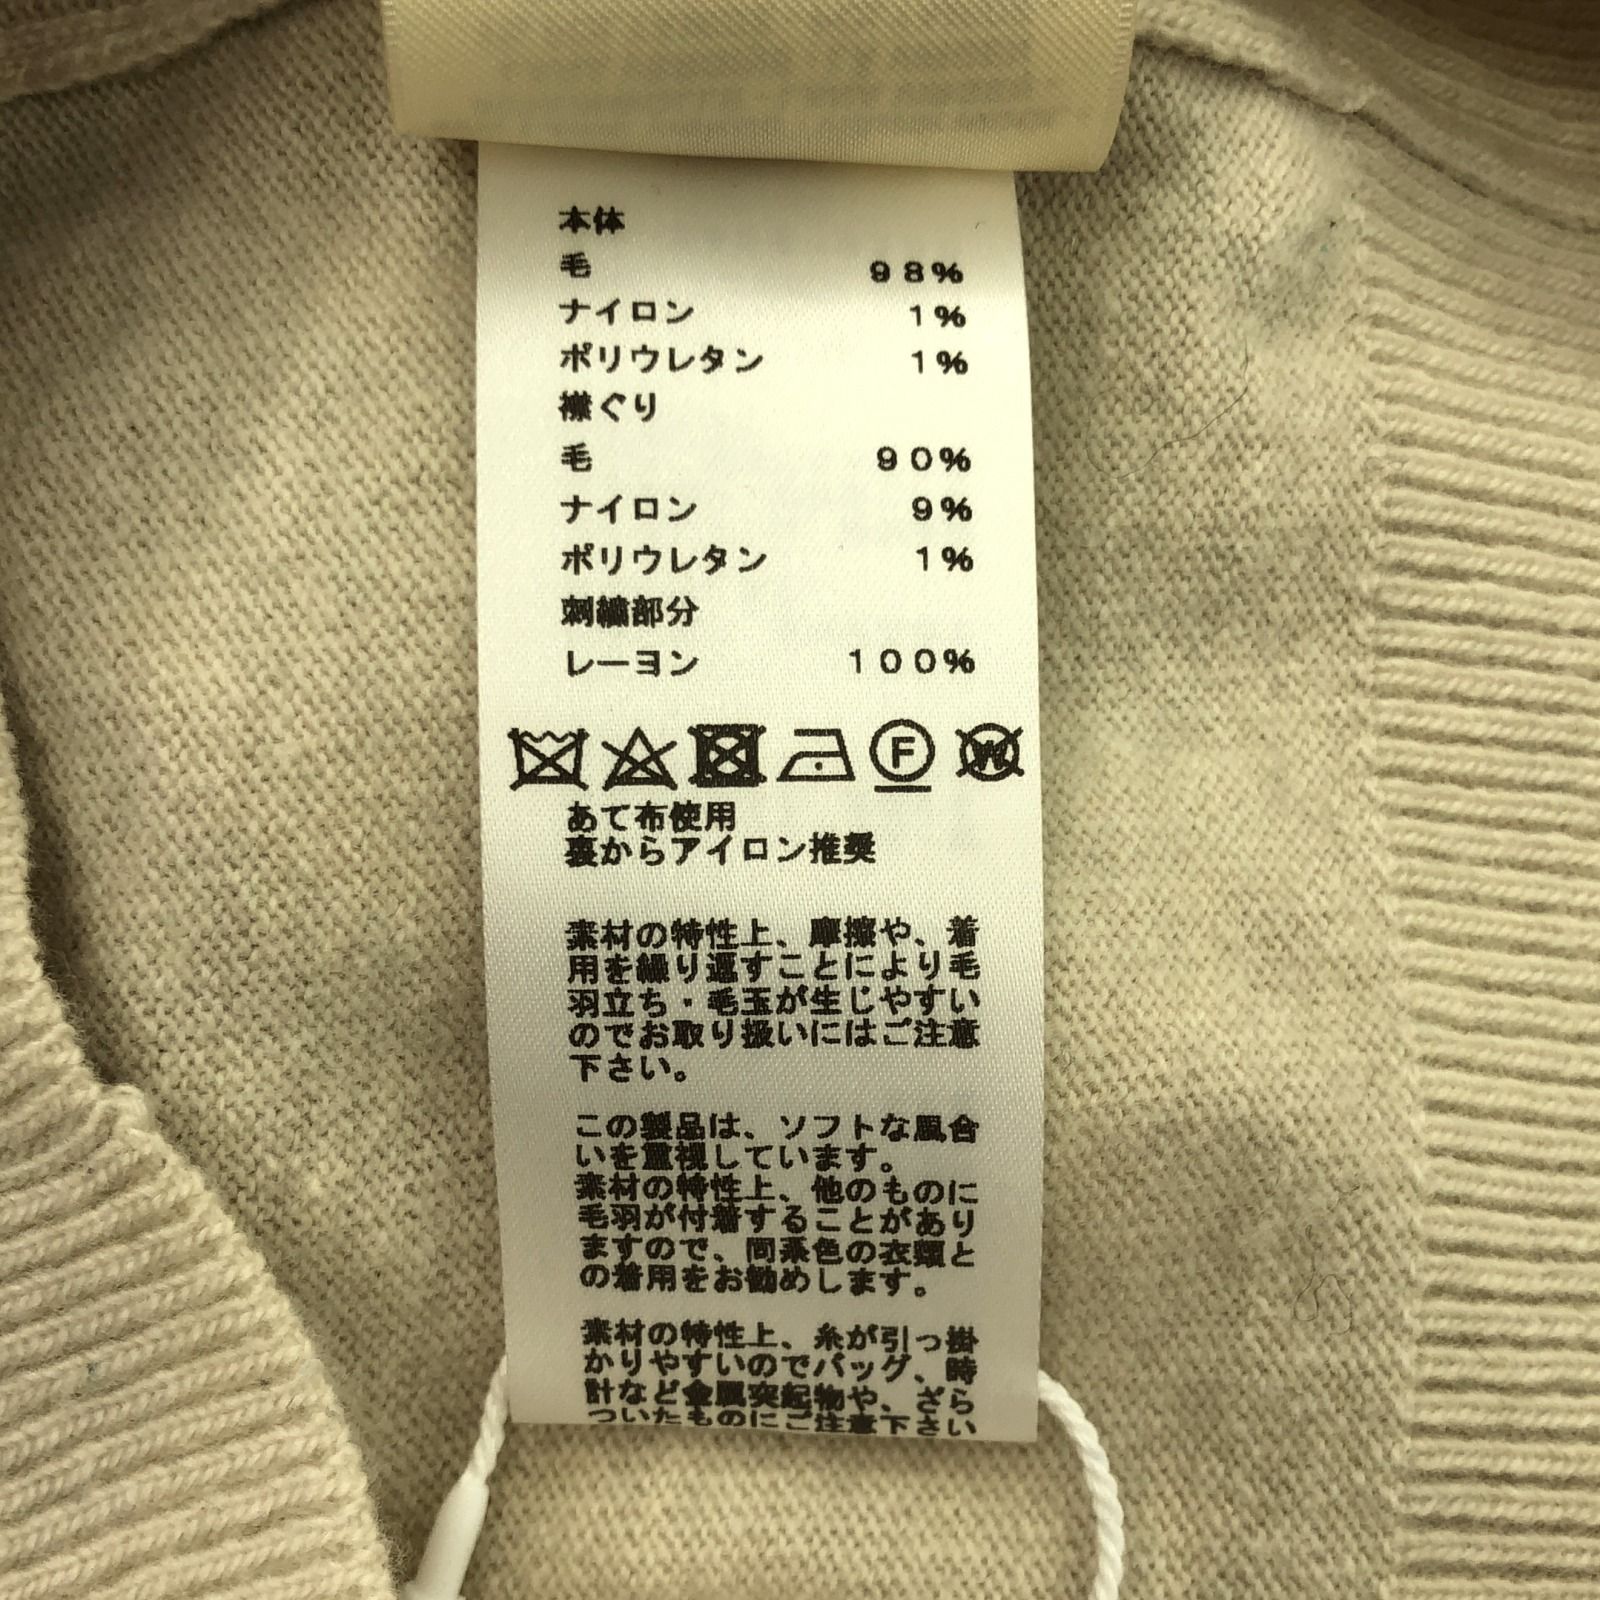 本体
毛 98%
ナイロン 1%
ポリウレタン 1%
襟ぐり
毛 90%
ナイロン 9%
ポリウレタン 1%
刺繍部分
レーヨン 100%
F
W
あて布使用
裏からアイロン推奨
素材の特性上、摩擦や、着
用を繰り返すことにより毛
羽立ち・毛玉が生じやすい
のでお取り扱いにはご注意
下さい。
この製品は、ソフトな風合
いを重視しています。
素材の特性上、他のものに
毛羽が付着することがあり
ますので、同系色の衣類と
の着用をお勧めします。
素材の特性上、糸が引っ掛
かりやすいのでバッグ、時
計など金属突起物や、ざら
ついたものにご注意下さい